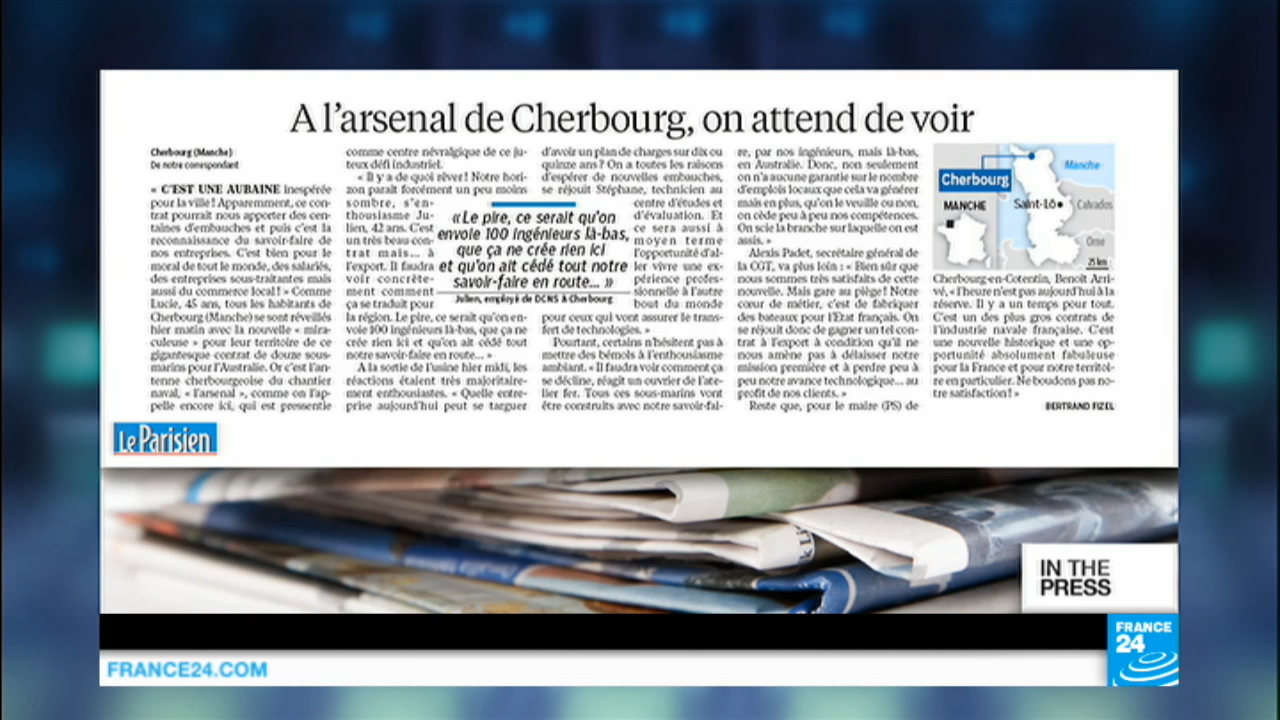 A l'arsenal de Cherbourg, on attend de voir
Cherbourg (Manche)
De notre correspondant
« C'EST UNE AUBAINE inespérée
pour la ville ! Apparemment, ce con-
trat pourrait nous apporter des cen-
taines d'embauches et puis c'est la
reconnaissance du savoir-faire de
nos entreprises. C'est bien pour le
moral de tout le monde, des salariés,
des entreprises sous-traitantes mais
aussi du commerce local ! » Comme
Lucie, 45 ans, tous les habitants de
Cherbourg (Manche) se sont réveillés
hier matin avec la nouvelle « mira-
culeuse » pour leur territoire de ce
gigantesque contrat de douze sous-
marins pour l'Australie. Or c'est l'an-
tenne cherbourgeoise du chantier
naval, « l'arsenal », comme on l'ap-
pelle encore ici, qui est pressentie
comme centre névralgique de ce ju-
teux défi industriel.
« Il y a de quoi rêver ! Notre hori-
zon paraît forcément un peu moins
sombre, s'en-
thousiasme Ju-
lien, 42 ans. C'est
un très beau con-
trat mais... à
l'export. Il faudra
voir concrète-
ment comment
ça se traduit pour
la région. Le pire, ce serait qu'on en-
voie 100 ingénieurs là-bas, que ça ne
crée rien ici et qu'on ait cédé tout
notre savoir-faire en route... »
A la sortie de l'usine hier midi, les
réactions étaient très majoritaire-
ment enthousiastes. « Quelle entre-
prise aujourd'hui peut se targuer
« Le pire, ce serait qu'on
envoie 100 ingénieurs là-bas,
que ça ne crée rien ici
et qu'on ait cédé tout notre
savoir-faire en route... »
Julien, employé de DCNS à Cherbourg
d'avoir un plan de charges sur dix ou
quinze ans ? On a toutes les raisons
d'espérer de nouvelles embauches,
se réjouit Stéphane, technicien au
centre d'études et
d'évaluation. Et
ce sera aussi à
moyen terme
l'opportunité d'al-
ler vivre une ex-
périence profes-
sionnelle à l'autre
bout du monde
pour ceux qui vont assurer le trans-
fert de technologies. »
Pourtant, certains n'hésitent pas à
mettre des bémols à l'enthousiasme
ambiant. « Il faudra voir comment ça
se décline, réagit un ouvrier de l'ate-
lier fer. Tous ces sous-marins vont
être construits avec notre savoir-fai-
re, par nos ingénieurs, mais là-bas,
en Australie. Donc, non seulement
on n'a aucune garantie sur le nombre
d'emplois locaux que cela va générer
mais en plus, qu'on le veuille ou non,
on cède peu à peu nos compétences.
On scie la branche sur laquelle on est
assis. »
Alexis Padet, secrétaire général de
la CGT, va plus loin : « Bien sûr que
nous sommes très satisfaits de cette
nouvelle. Mais gare au piège ! Notre
cœur de métier, c'est de fabriquer
des bateaux pour l'Etat français. On
se réjouit donc de gagner un tel con-
trat à l'export à condition qu'il ne
nous amène pas à délaisser notre
mission première et à perdre peu à
peu notre avance technologique... au
profit de nos clients. »
Reste que, pour le maire (PS) de
Manche
Cherbourg
MANCHE
Saint-Lô
Calvados
Orne
25 km
Cherbourg-en-Cotentin, Benoît Arri-
vé, « l'heure n'est pas aujourd'hui à la
réserve. Il y a un temps pour tout.
C'est un des plus gros contrats de
l'industrie navale française. C'est
une nouvelle historique et une op-
portunité absolument fabuleuse
pour la France et pour notre territoi-
re en particulier. Ne boudons pas no-
tre satisfaction ! »
BERTRAND FIZEL
Le Parisien
IN THE
PRESS
FRANCE
24
FRANCE24.COM